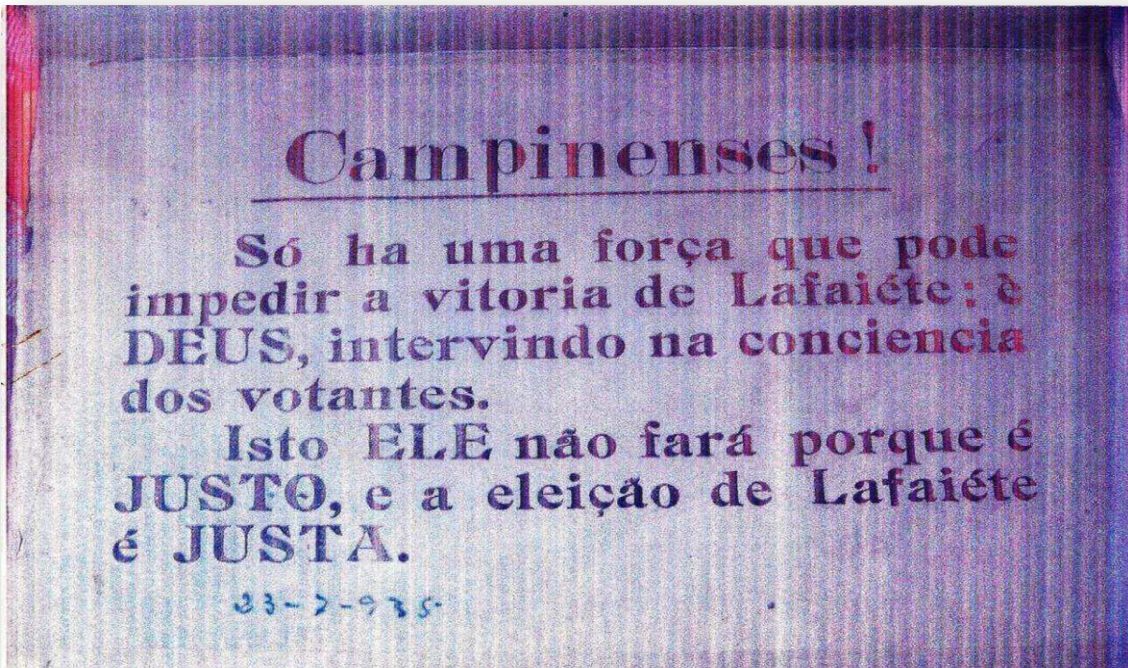 Campinenses !
Só ha uma força que pode
impedir a vitoria de Lafaiéte: è
DEUS, intervindo na conciencia
dos votantes.
Isto ELE não fará porque é
JUSTO, e a eleição de Lafaiéte
é JUSTA.
23-7-935